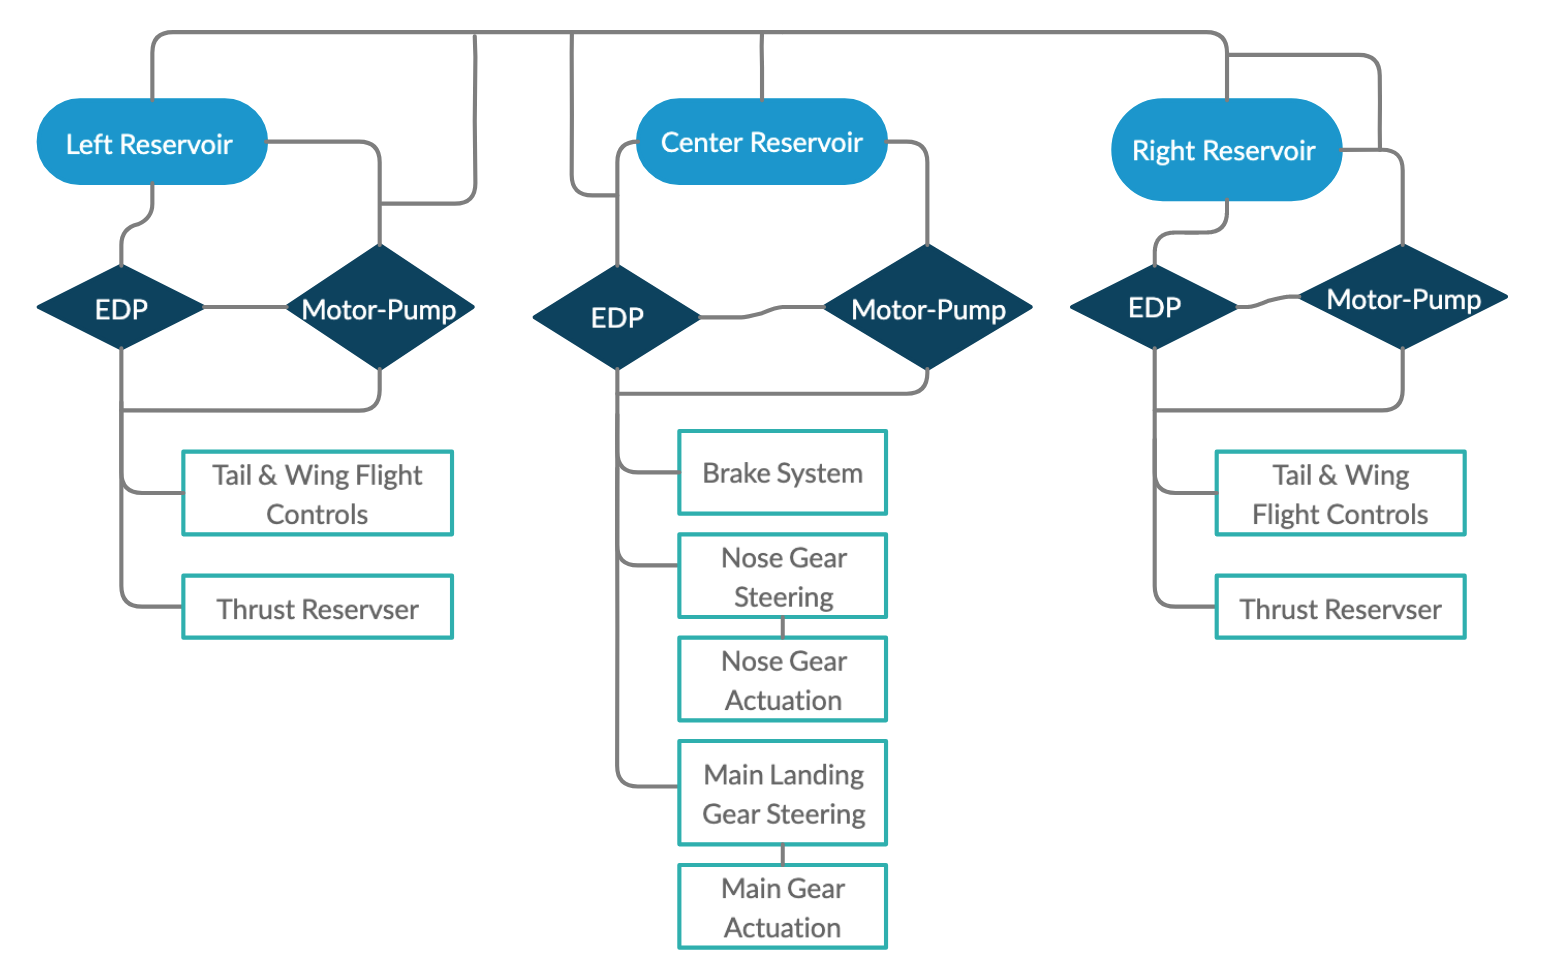 Left Reservoir
Center Reservoir
Right Reservoir
EDP
Motor-Pump
EDP
Motor-Pump
EDP
Motor-Pump
Tail & Wing Flight
Controls
Thrust Reservser
Brake System
Nose Gear
Steering
Nose Gear
Actuation
Main Landing
Gear Steering
Main Gear
Actuation
Tail & Wing
Flight Controls
Thrust Reservser